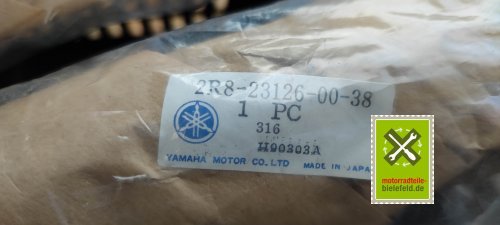 2R8-23126-00-38
1 PC
316
H90303A
YAMAHA MOTOR CO.,LTD MADE IN JAPAN
motorradteile-
bielefeld.de